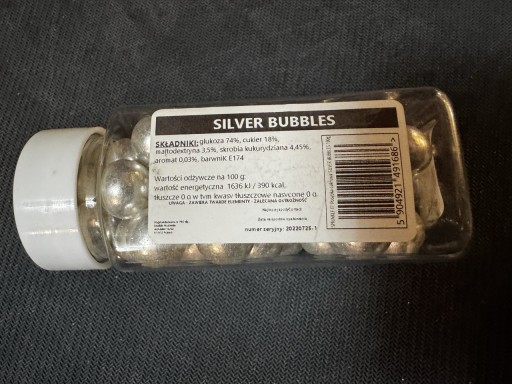 SILVER BUBBLES
SKŁADNIKI: glukoza 74%, cukier 18%,
maltodextryna 3,5%, skrobia kukurydziana 4,45%,
aromat 0,03%, barwnik E174
Wartości odżywcze na 100 g:
wartość energetyczna 1636 kJ / 390 kcal,
tłuszcze 0 g w tym kwasy tłuszczowe nasycone 0 g,
UWAGA - ZAWIERA TWARDE ELEMENTY - ZALECANA OSTROŻNOŚĆ
numer seryjny: 20230725.1
5 904921 491686 >